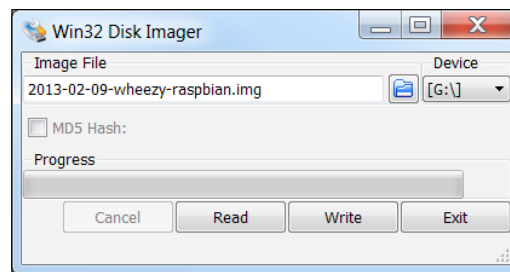 Win32 Disk Imager
Image File
Device
2013-02-09-wheezy-raspbian.img
[G:\]
MD5 Hash:
Progress
Cancel
Read
Write
Exit